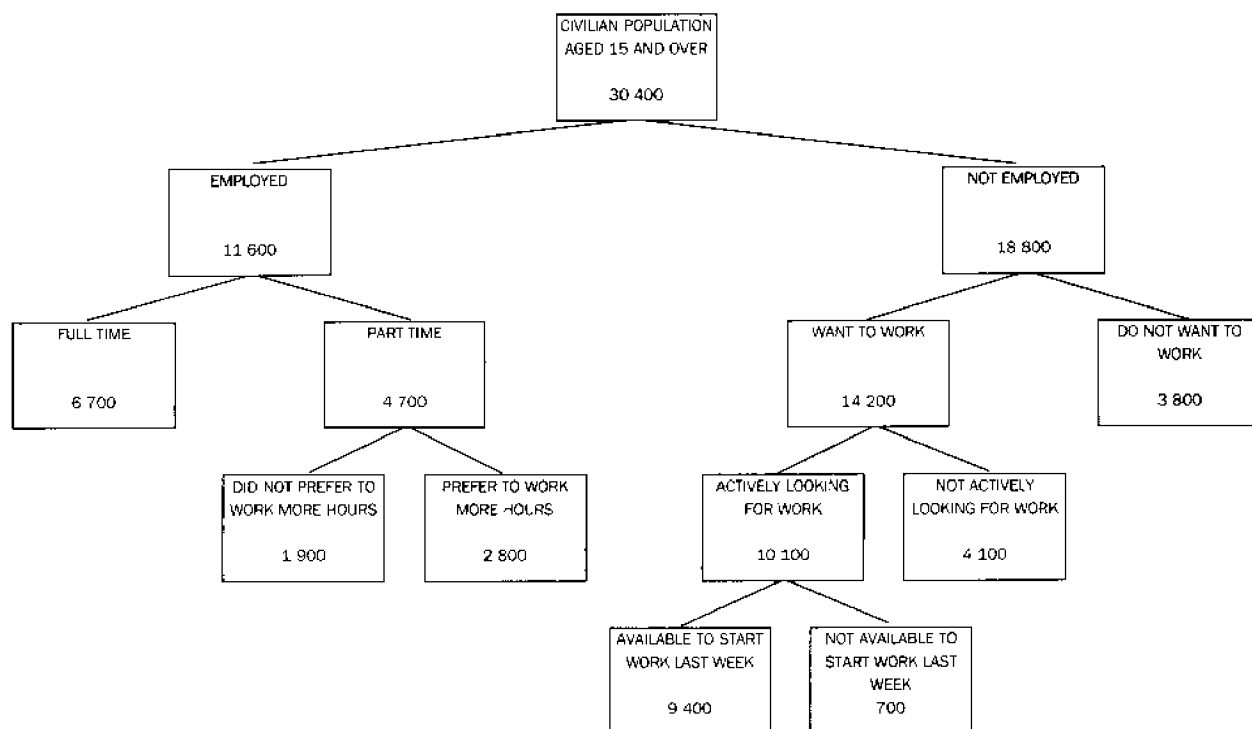 CIVILIAN POPULATION
AGED 15 AND OVER
30 400
EMPLOYED
11 600
NOT EMPLOYED
18 800
FULL TIME
6 700
PART TIME
4 700
WANT TO WORK
14 200
DO NOT WANT TO
WORK
3 800
DID NOT PREFER TO
WORK MORE HOURS
1 900
PREFER TO WORK
MORE HOURS
2 800
ACTIVELY LOOKING
FOR WORK
10 100
NOT ACTIVELY
LOOKING FOR WORK
4 100
AVAILABLE TO START
WORK LAST WEEK
9 400
NOT AVAILABLE TO
START WORK LAST
WEEK
700